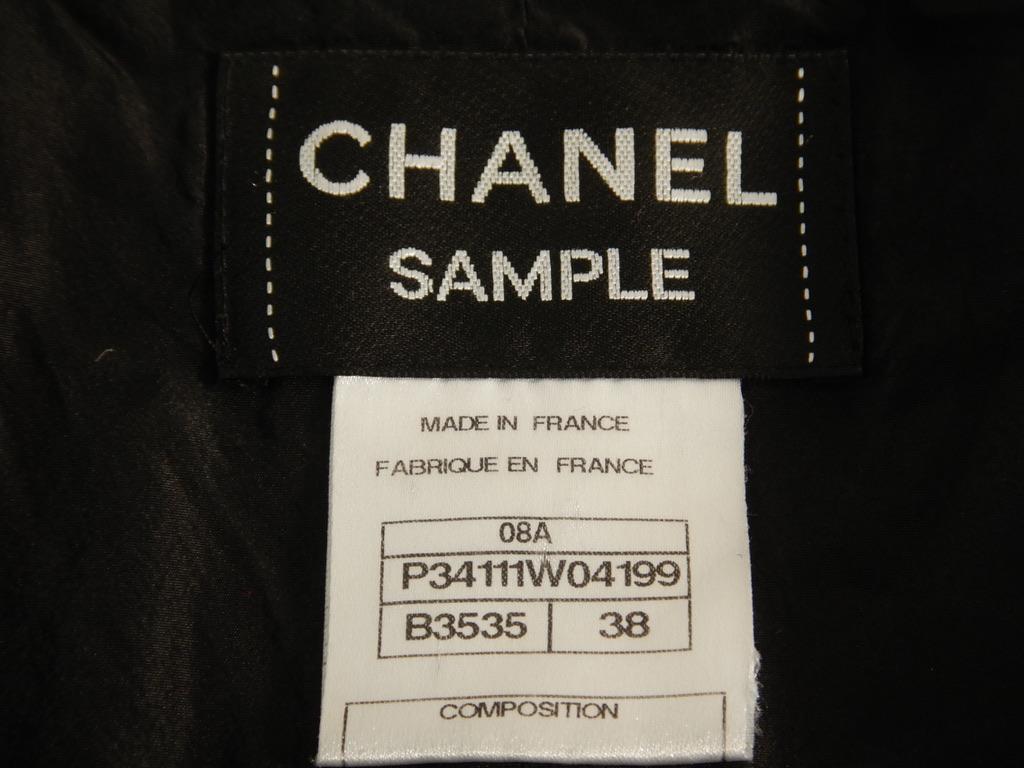 CHANEL
SAMPLE
MADE IN FRANCE
FABRIQUE EN FRANCE
08A
P34111W04199
B3535 38
COMPOSITION